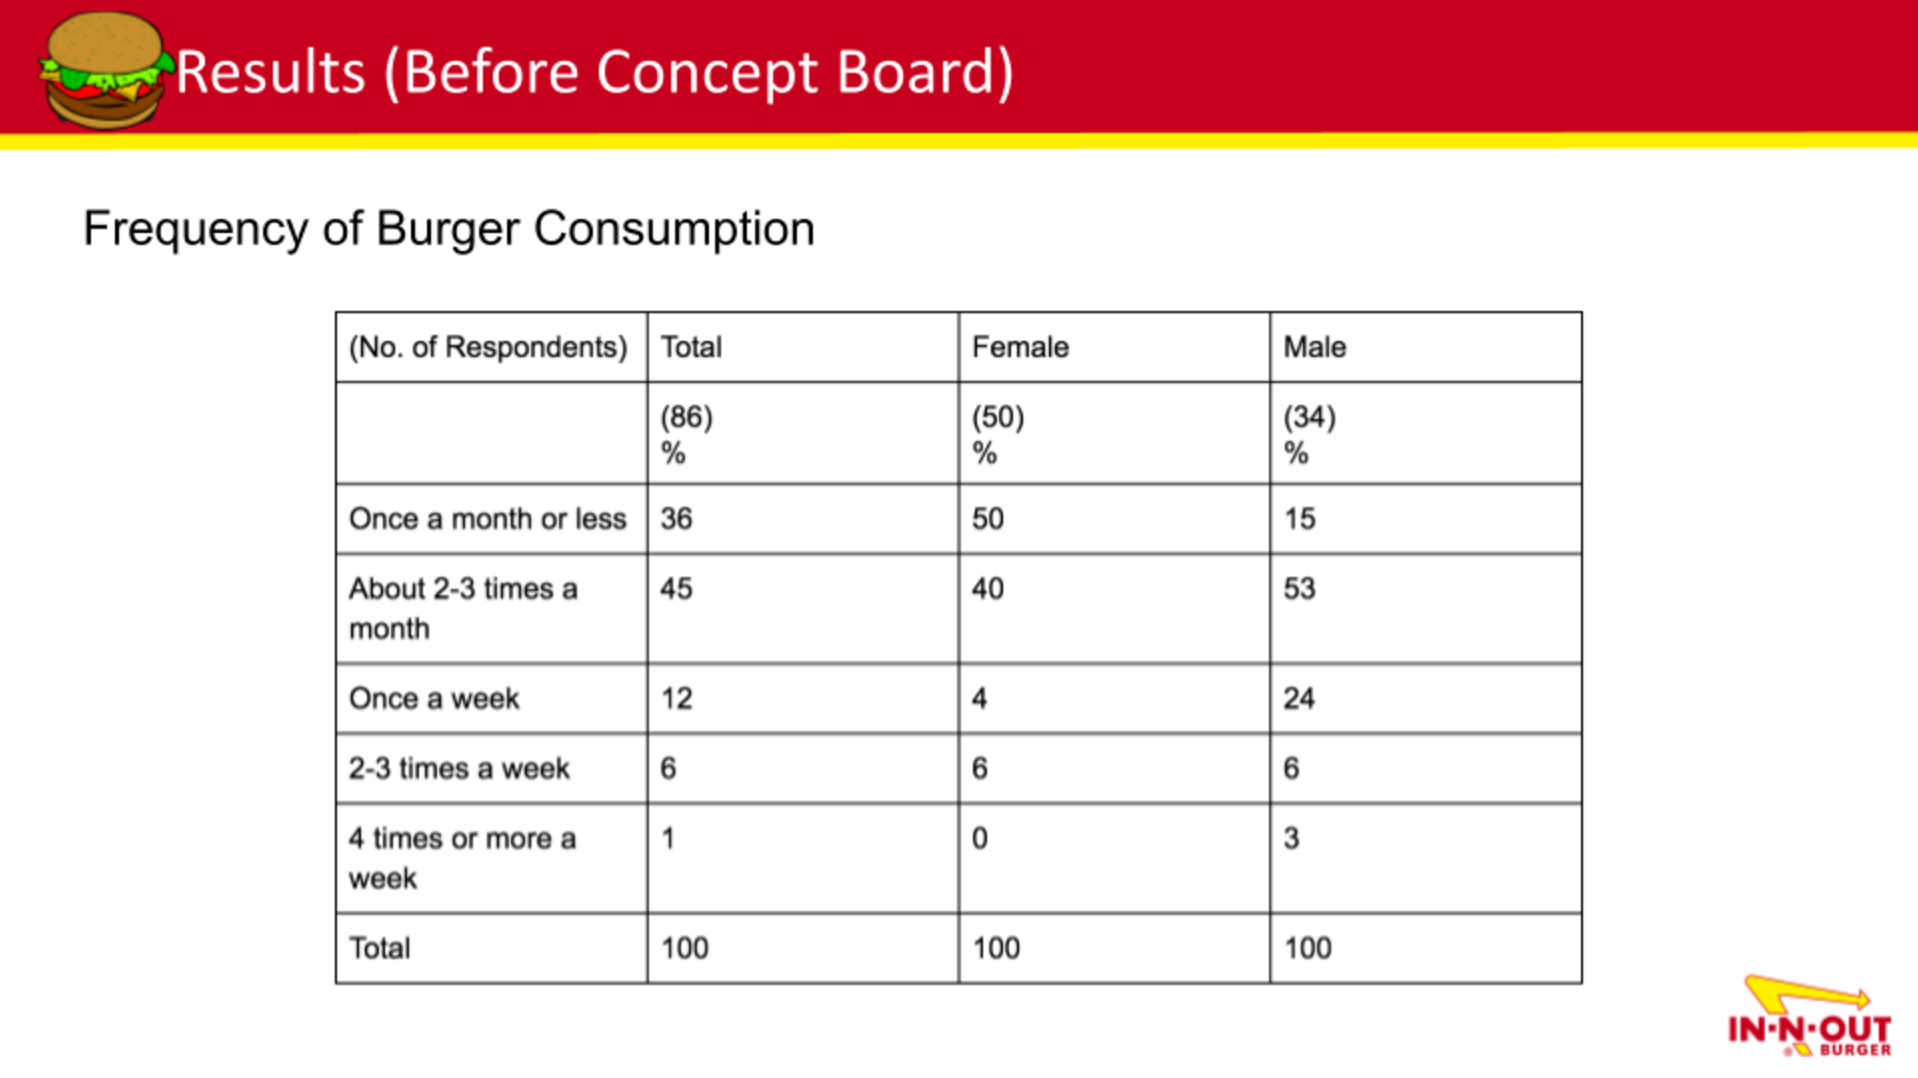 Results (Before Concept Board)
Frequency of Burger Consumption
(No. of Respondents) Total Female Male
(86) (50) (34)
% % %
Once a month or less 36 50 15
About 2-3 times a 45 40 53
month
Once a week 12 4 24
2-3 times a week 6 6 6
4 times or more a 1 0 3
week
Total 100 100 100
IN-N-OUT
® BURGER